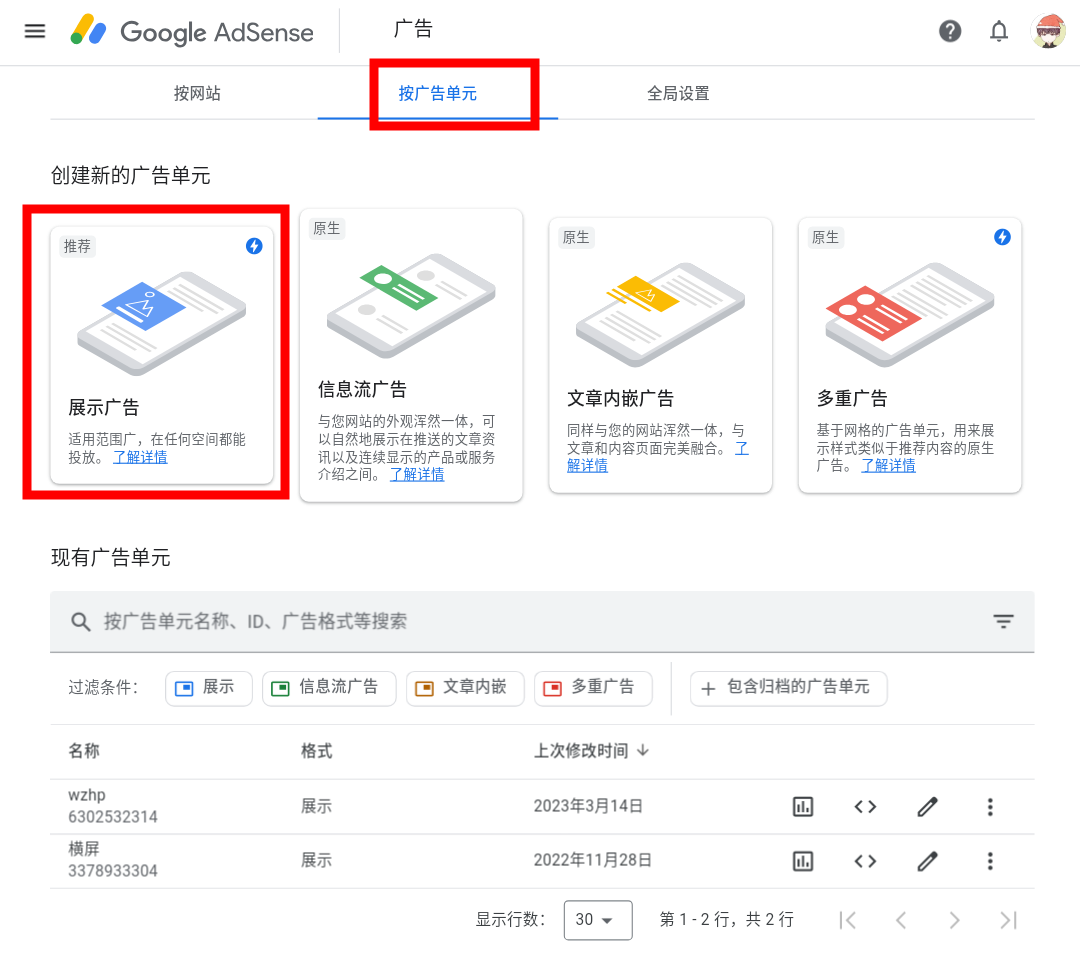 Google AdSense
广告
按网站
按广告单元
全局设置
创建新的广告单元
推荐
展示广告
适用范围广，在任何空间都能
投放。 了解详情
原生
信息流广告
与您网站的外观浑然一体，可
以自然地展示在推送的文章资
讯以及连续显示的产品或服务
介绍之间。 了解详情
原生
文章内嵌广告
同样与您的网站浑然一体，与
文章和内容页面完美融合。 了
解详情
原生
多重广告
基于网格的广告单元，用来展
示样式类似于推荐内容的原生
广告。 了解详情
现有广告单元
按广告单元名称、ID、广告格式等搜索
过滤条件：
展示
信息流广告
文章内嵌
多重广告
包含归档的广告单元
名称
格式
上次修改时间
wzhp
6302532314
展示
2023年3月14日
横屏
3378933304
展示
2022年11月28日
显示行数：
30
第 1 - 2 行，共 2 行